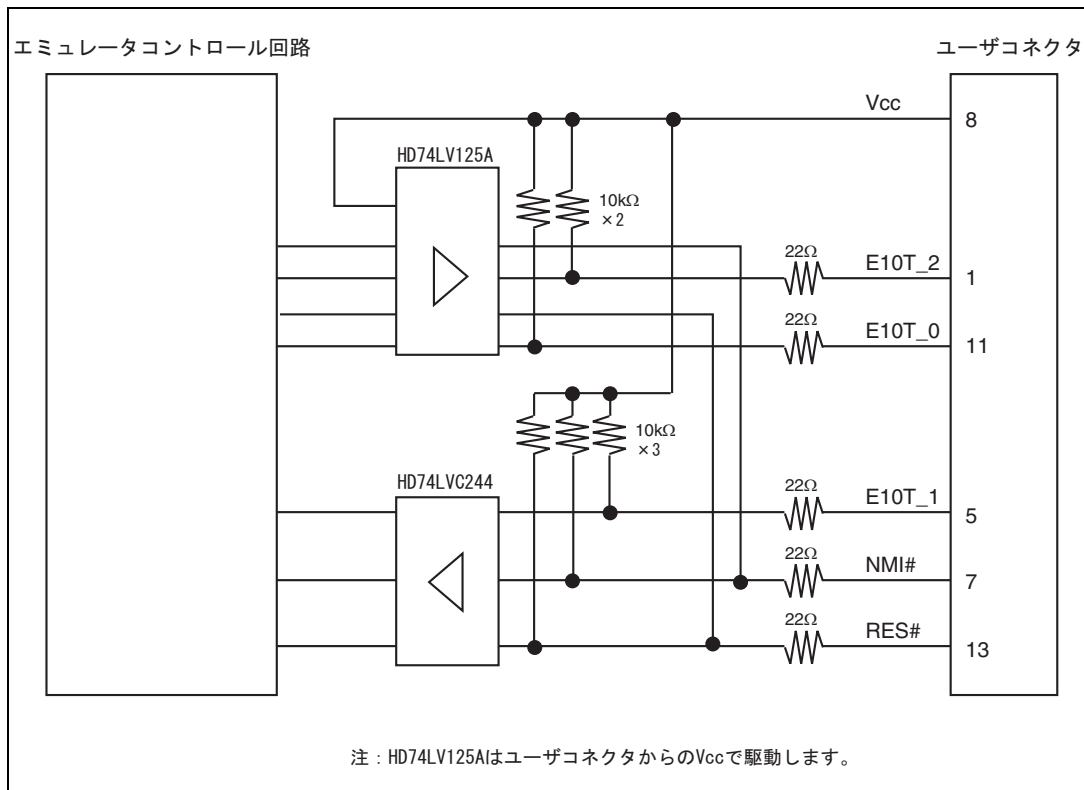 エミュレータコントロール回路
ユーザコネクタ
Vcc
8
HD74LV125A
10kΩ
×2
22Ω
E10T_2
1
22Ω
E10T_0
11
10kΩ
×3
HD74LVC244
22Ω
E10T_1
5
22Ω
NMI#
7
22Ω
RES#
13
注：HD74LV125AはユーザコネクタからのVccで駆動します。